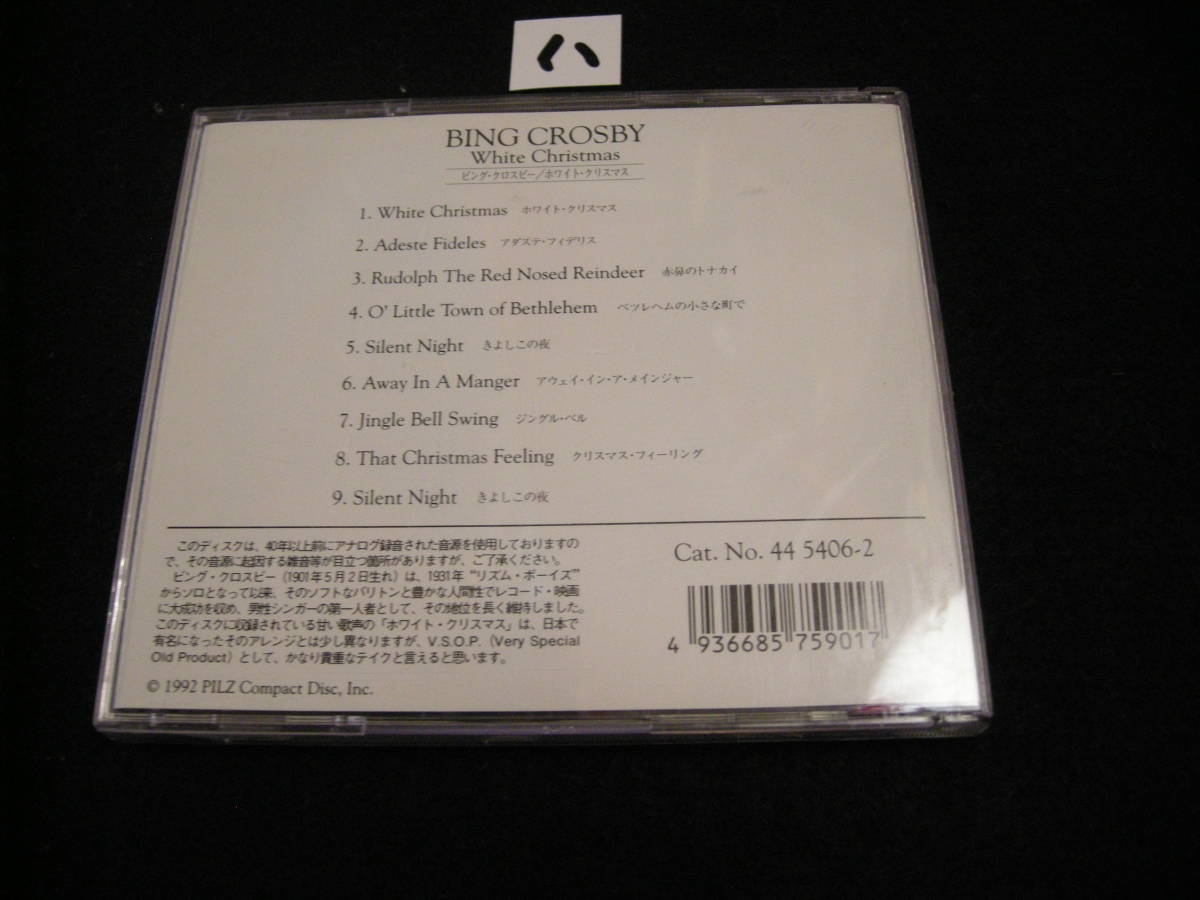 ハ
BING CROSBY
White Christmas
ビング・クロスビー/ホワイト・クリスマス
1. White Christmas ホワイト・クリスマス
2. Adeste Fideles アダステ・フィデリス
3. Rudolph The Red Nosed Reindeer 赤鼻のトナカイ
4. O' Little Town of Bethlehem ベツレヘムの小さな町で
5. Silent Night きよしこの夜
6. Away In A Manger アウェイ・イン・ア・メインジャー
7. Jingle Bell Swing ジングル・ベル
8. That Christmas Feeling クリスマス・フィーリング
9. Silent Night きよしこの夜
このディスクは、40年以上前にアナログ録音された音源を使用しておりますの
で、その音源に起因する雑音等が目立つ箇所がありますが、ご了承ください。
ビング・クロスビー(1901年5月2日生れ)は、1931年“リズム・ボーイズ”
からソロとなって以来、そのソフトなバリトンと豊かな人間性でレコード・映画
に大成功を収め、男性シンガーの第一人者として、その地位を長く維持しました。
このディスクに収録されている甘い歌声の「ホワイト・クリスマス」は、日本で
有名になったそのアレンジとは少し異なりますが、V.S.O.P.(Very Special
Old Product)として、かなり貴重なテイクと言えると思います。
© 1992 PILZ Compact Disc, Inc.
Cat. No. 44 5406-2
4 936685 759017